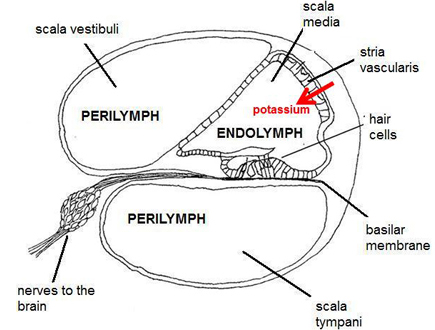 scala
media
scala vestibuli
stria
vascularis
potassium
PERILYMPH
ENDOLYMPH
hair
cells
PERILYMPH
basilar
membrane
nerves to the
brain
scala
tympani